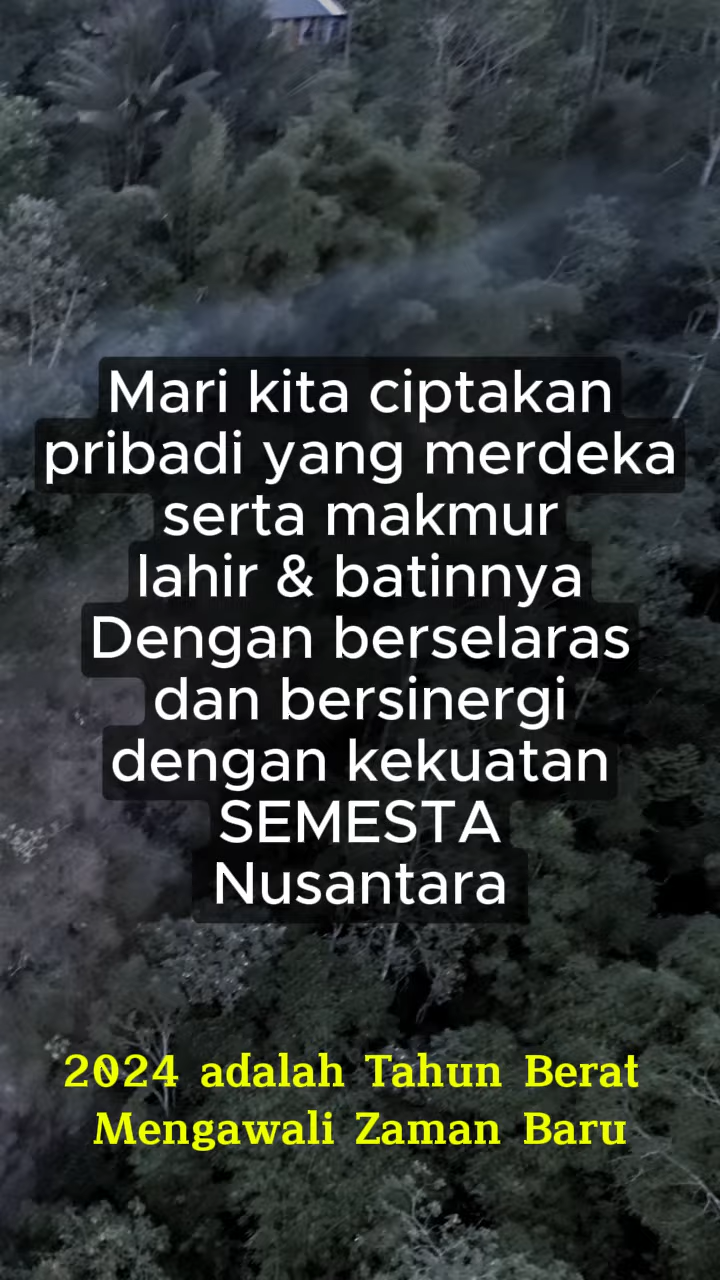 Mari kita ciptakan
pribadi yang merdeka
serta makmur
lahir & batinnya
Dengan berselaras
dan bersinergi
dengan kekuatan
SEMESTA
Nusantara
2024 adalah Tahun Berat
Mengawali Zaman Baru